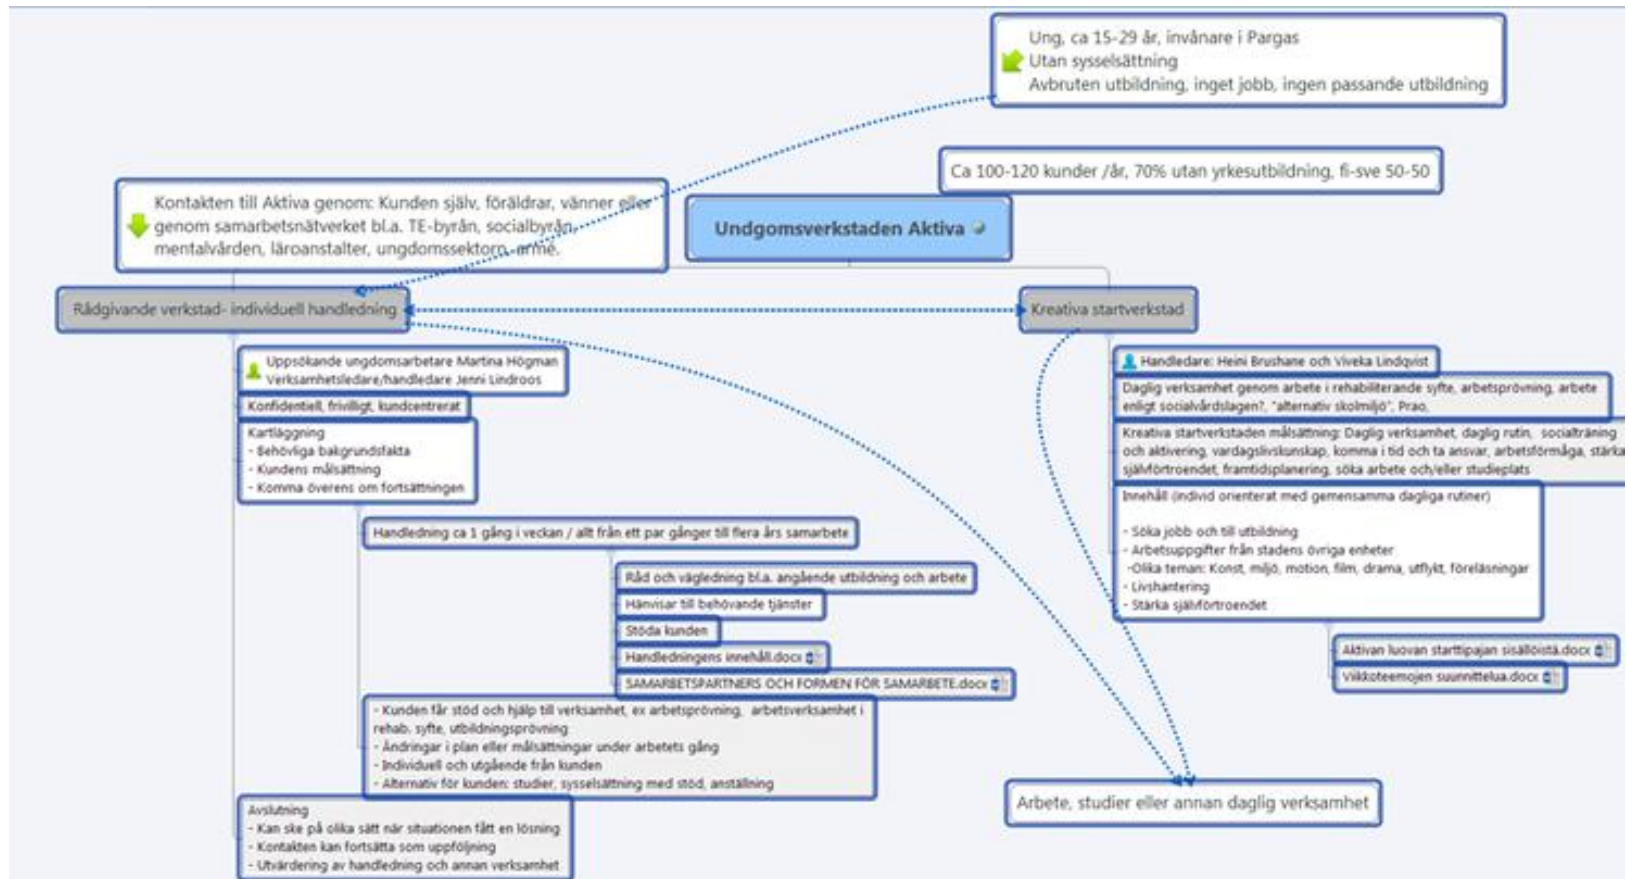 Ung, ca 15-29 år, invånare i Pargas
Utan sysselsättning
Avbruten utbildning, inget jobb, ingen passande utbildning
Ca 100-120 kunder /år, 70% utan yrkesutbildning, fi-sve 50-50
Kontakten till Aktiva genom: Kunden själv, föräldrar, vänner eller
genom samarbetsnätverket bl.a. TE-byrån, socialbyrån,
mentalvården, läroanstalter, ungdomssektorn, armé.
Undgomsverkstaden Aktiva
Rådgivande verkstad- individuell handledning
Uppsökande ungdomsarbetare Martina Högman
Verksamhetsledare/handledare Jenni Lindroos
Konfidentiell, frivilligt, kundcentrerat
Kartläggning
- Behövliga bakgrundsfakta
- Kundens målsättning
- Komma överens om fortsättningen
Handledning ca 1 gång i veckan / allt från ett par gånger till flera års samarbete
Råd och vägledning bl.a. angående utbildning och arbete
Hänvisar till behövande tjänster
Stöda kunden
Handledningens innehåll.docx
SAMARBETSPARTNERS OCH FORMEN FÖR SAMARBETE.docx
- Kunden får stöd och hjälp till verksamhet, ex arbetsprövning, arbetsverksamhet i
rehab. syfte, utbildningsprövning
- Ändringar i plan eller målsättningar under arbetets gång
- Individuell och utgående från kunden
- Alternativ för kunden: studier, sysselsättning med stöd, anställning
Avslutning
- Kan ske på olika sätt när situationen fått en lösning
- Kontakten kan fortsätta som uppföljning
- Utvärdering av handledning och annan verksamhet
Kreativa startverkstad
Handledare: Heini Brushane och Viveka Lindqvist
Daglig verksamhet genom arbete i rehabiliterande syfte, arbetsprövning, arbete
enligt socialvårdslagen?, "alternativ skolmiljö", Prao,
Kreativa startverkstaden målsättning: Daglig verksamhet, daglig rutin, socialträning
och aktivering, vardagslivskunskap, komma i tid och ta ansvar, arbetsförmåga, stärka
självförtroendet, framtidsplanering, söka arbete och/eller studieplats
Innehåll (individ orienterat med gemensamma dagliga rutiner)
- Söka jobb och till utbildning
- Arbetsuppgifter från stadens övriga enheter
-Olika teman: Konst, miljö, motion, film, drama, utflykt, föreläsningar
- Livshantering
- Stärka självförtroendet
Aktivan luovan starttipajan sisällöistä.docx
Viikkoteemojen suunnittelua.docx
Arbete, studier eller annan daglig verksamhet